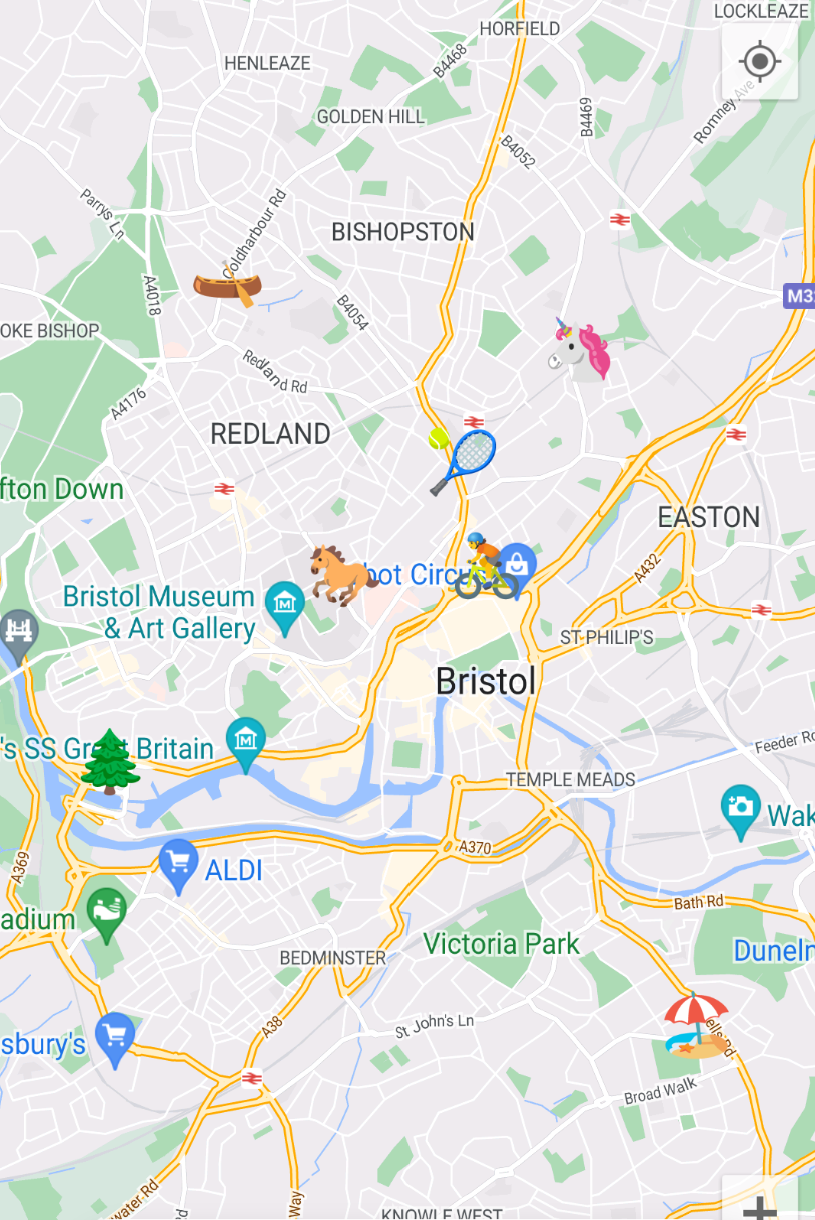 LOCKLEAZE
HORFIELD
HENLEAZE
B4468
Romney Ave
GOLDEN HILL
B4469
B4052
Parrys Ln
Coldharbour Rd
BISHOPSTON
A4018
M32
B4054
OKE BISHOP
Redland Rd
A4176
REDLAND
fton Down
EASTON
A432
bot Circu
Bristol Museum
& Art Gallery
ST PHILIP'S
Bristol
Feeder Rd
's SS Great Britain
TEMPLE MEADS
Wak
A370
A369
ALDI
Bath Rd
adium
Victoria Park
Duneln
BEDMINSTER
A38
St. John's Ln
ells Rd
sbury's
Broad Walk
water Rd
Way
Rd
KNOWLE WEST